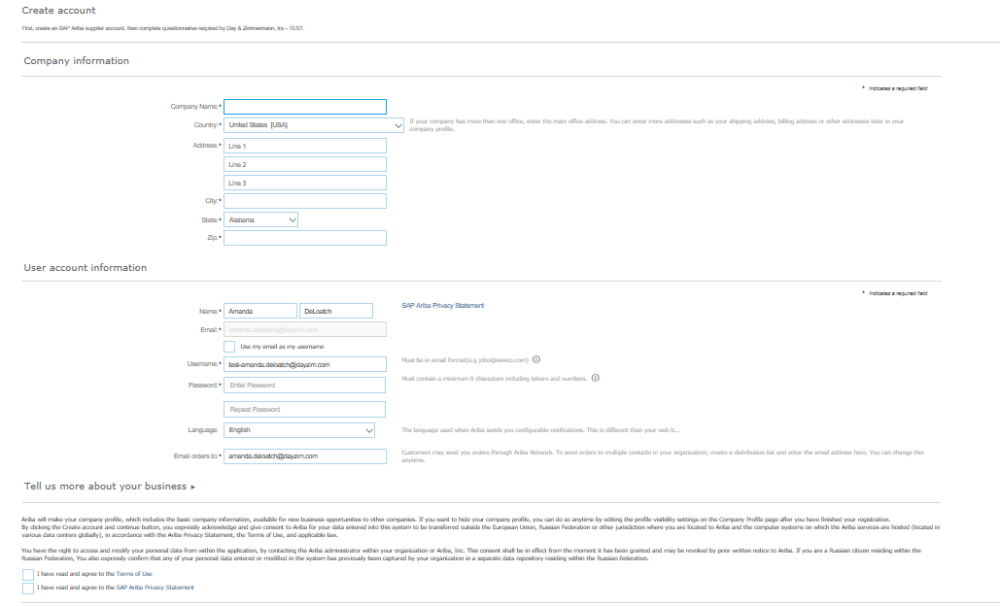 Create account
First, create an SAP Ariba supplier account, then complete questionnaires required by Day & Zimmermann, Inc - TEST.
Company information
* Indicates a required field
Company Name:*
Country:* United States [USA] If your company has more than one office, enter the main office address. You can enter more addresses such as your shipping address, billing address or other addresses later in your
company profile.
Address:* Line 1
Line 2
Line 3
City:*
State:* Alabama
Zip:*
User account information
* Indicates a required field
Name:* Amanda DeLoatch SAP Ariba Privacy Statement
Email:* amanda.deloatch@dayzim.com
Use my email as my username
Username:* test-amanda.deloatch@dayzim.com Must be in email format(e.g john@newco.com)
Password:* Enter Password Must contain a minimum 8 characters including letters and numbers.
Repeat Password
Language: English The language used when Ariba sends you configurable notifications. This is different than your web b...
Email orders to:* amanda.deloatch@dayzim.com Customers may send you orders through Ariba Network. To send orders to multiple contacts in your organization, create a distribution list and enter the email address here. You can change this
anytime.
Tell us more about your business ▸
Ariba will make your company profile, which includes the basic company information, available for new business opportunities to other companies. If you want to hide your company profile, you can do so anytime by editing the profile visibility settings on the Company Profile page after you have finished your registration.
By clicking the Create account and continue button, you expressly acknowledge and give consent to Ariba for your data entered into this system to be transferred outside the European Union, Russian Federation or other jurisdiction where you are located to Ariba and the computer systems on which the Ariba services are hosted (located in
various data centers globally), in accordance with the Ariba Privacy Statement, the Terms of Use, and applicable law.
You have the right to access and modify your personal data from within the application, by contacting the Ariba administrator within your organization or Ariba, Inc. This consent shall be in effect from the moment it has been granted and may be revoked by prior written notice to Ariba. If you are a Russian citizen residing within the
Russian Federation, You also expressly confirm that any of your personal data entered or modified in the system has previously been captured by your organization in a separate data repository residing within the Russian federation.
I have read and agree to the Terms of Use
I have read and agree to the SAP Ariba Privacy Statement